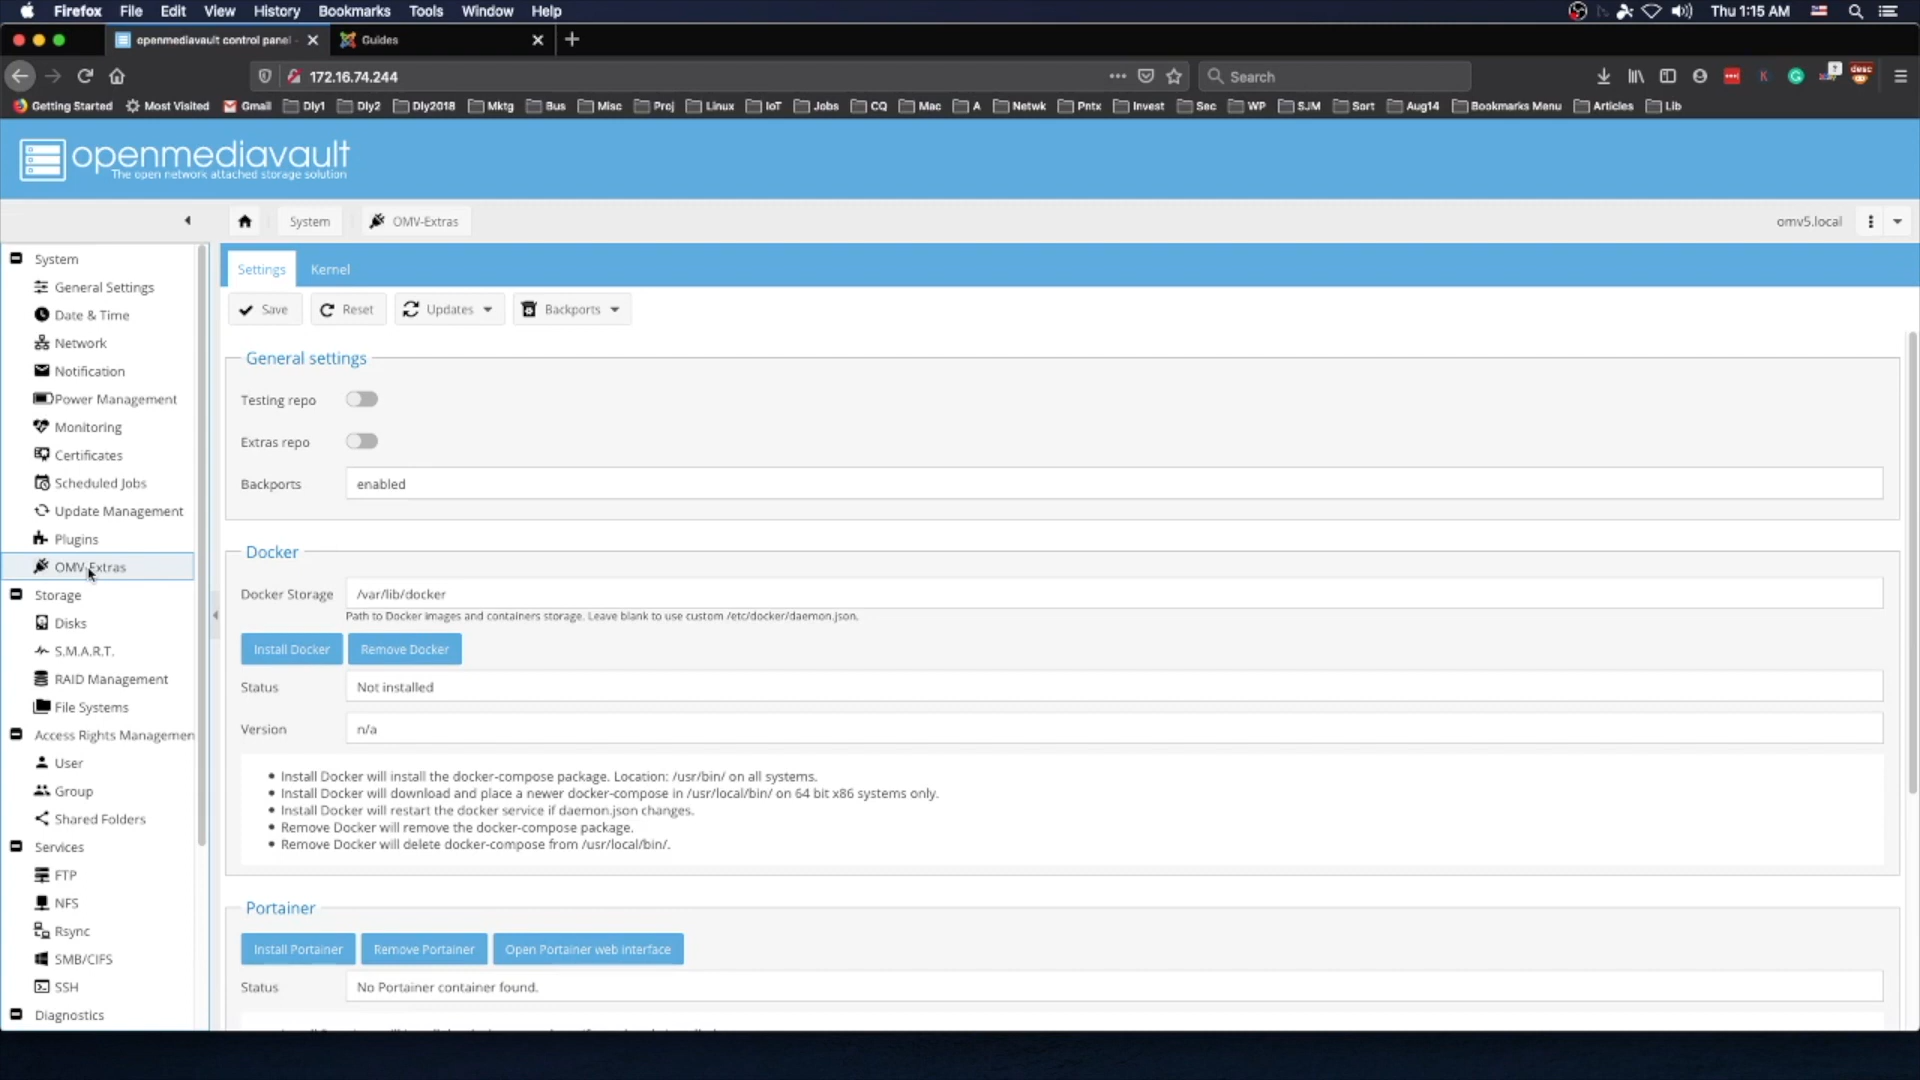 Firefox File Edit View History Bookmarks Tools Window Help
Thu 1:15 AM
openmediavault control panel -
Guides
172.16.74.244
Search
desc
Getting Started Most Visited Gmail Dly1 Dly2 Dly2018 Mktg Bus Misc Proj Linux IoT Jobs CQ Mac A Netwk Pntx Invest Sec WP SJM Sort Aug14 Bookmarks Menu Articles Lib
openmediavault
The open network attached storage solution
System
OMV-Extras
omv5.local
System
General Settings
Date & Time
Network
Notification
Power Management
Monitoring
Certificates
Scheduled Jobs
Update Management
Plugins
OMV-Extras
Storage
Disks
S.M.A.R.T.
RAID Management
File Systems
Access Rights Managemen
User
Group
Shared Folders
Services
FTP
NFS
Rsync
SMB/CIFS
SSH
Diagnostics
Settings Kernel
Save Reset Updates Backports
General settings
Testing repo
Extras repo
Backports enabled
Docker
Docker Storage /var/lib/docker
Path to Docker images and containers storage. Leave blank to use custom /etc/docker/daemon.json.
Install Docker Remove Docker
Status Not installed
Version n/a
• Install Docker will install the docker-compose package. Location: /usr/bin/ on all systems.
• Install Docker will download and place a newer docker-compose in /usr/local/bin/ on 64 bit x86 systems only.
• Install Docker will restart the docker service if daemon.json changes.
• Remove Docker will remove the docker-compose package.
• Remove Docker will delete docker-compose from /usr/local/bin/.
Portainer
Install Portainer Remove Portainer Open Portainer web interface
Status No Portainer container found.